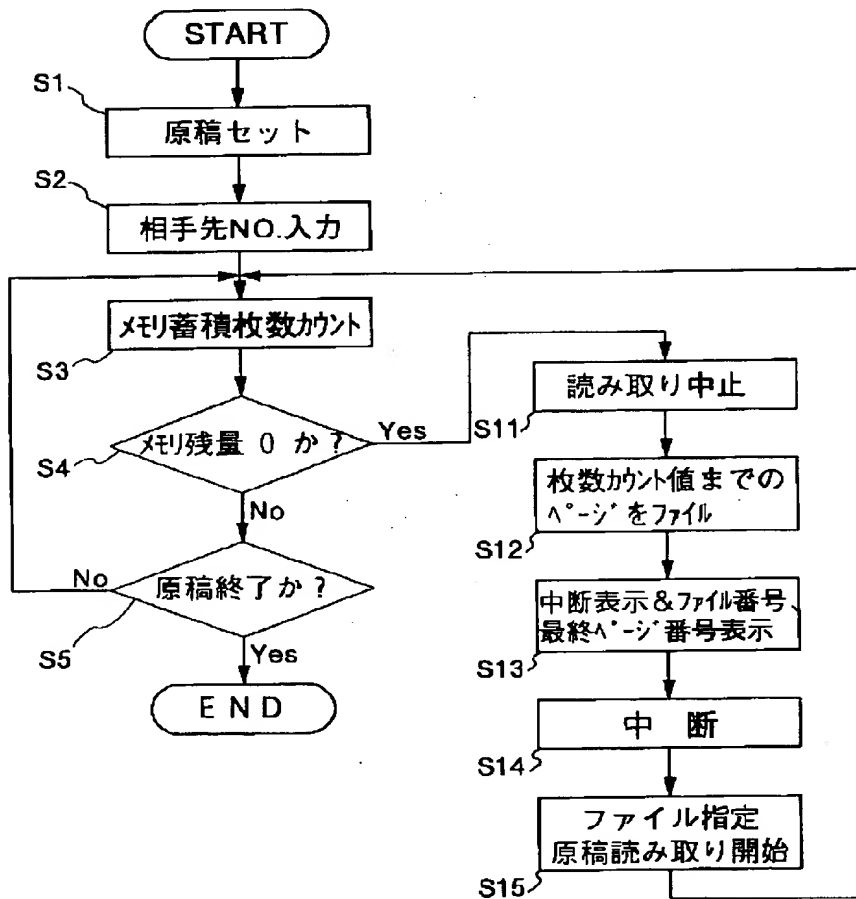 START
S1
原稿セット
S2
相手先NO.入力
メモリ蓄積枚数カウント
S3
メモリ残量0か?
Yes
S4
No
原稿終了か?
No
S5
Yes
END
読み取り中止
S11
枚数カウント値までの
ページをファイル
S12
中断表示&ファイル番号、
最終ページ番号表示
S13
中 断
S14
ファイル指定
原稿読み取り開始
S15